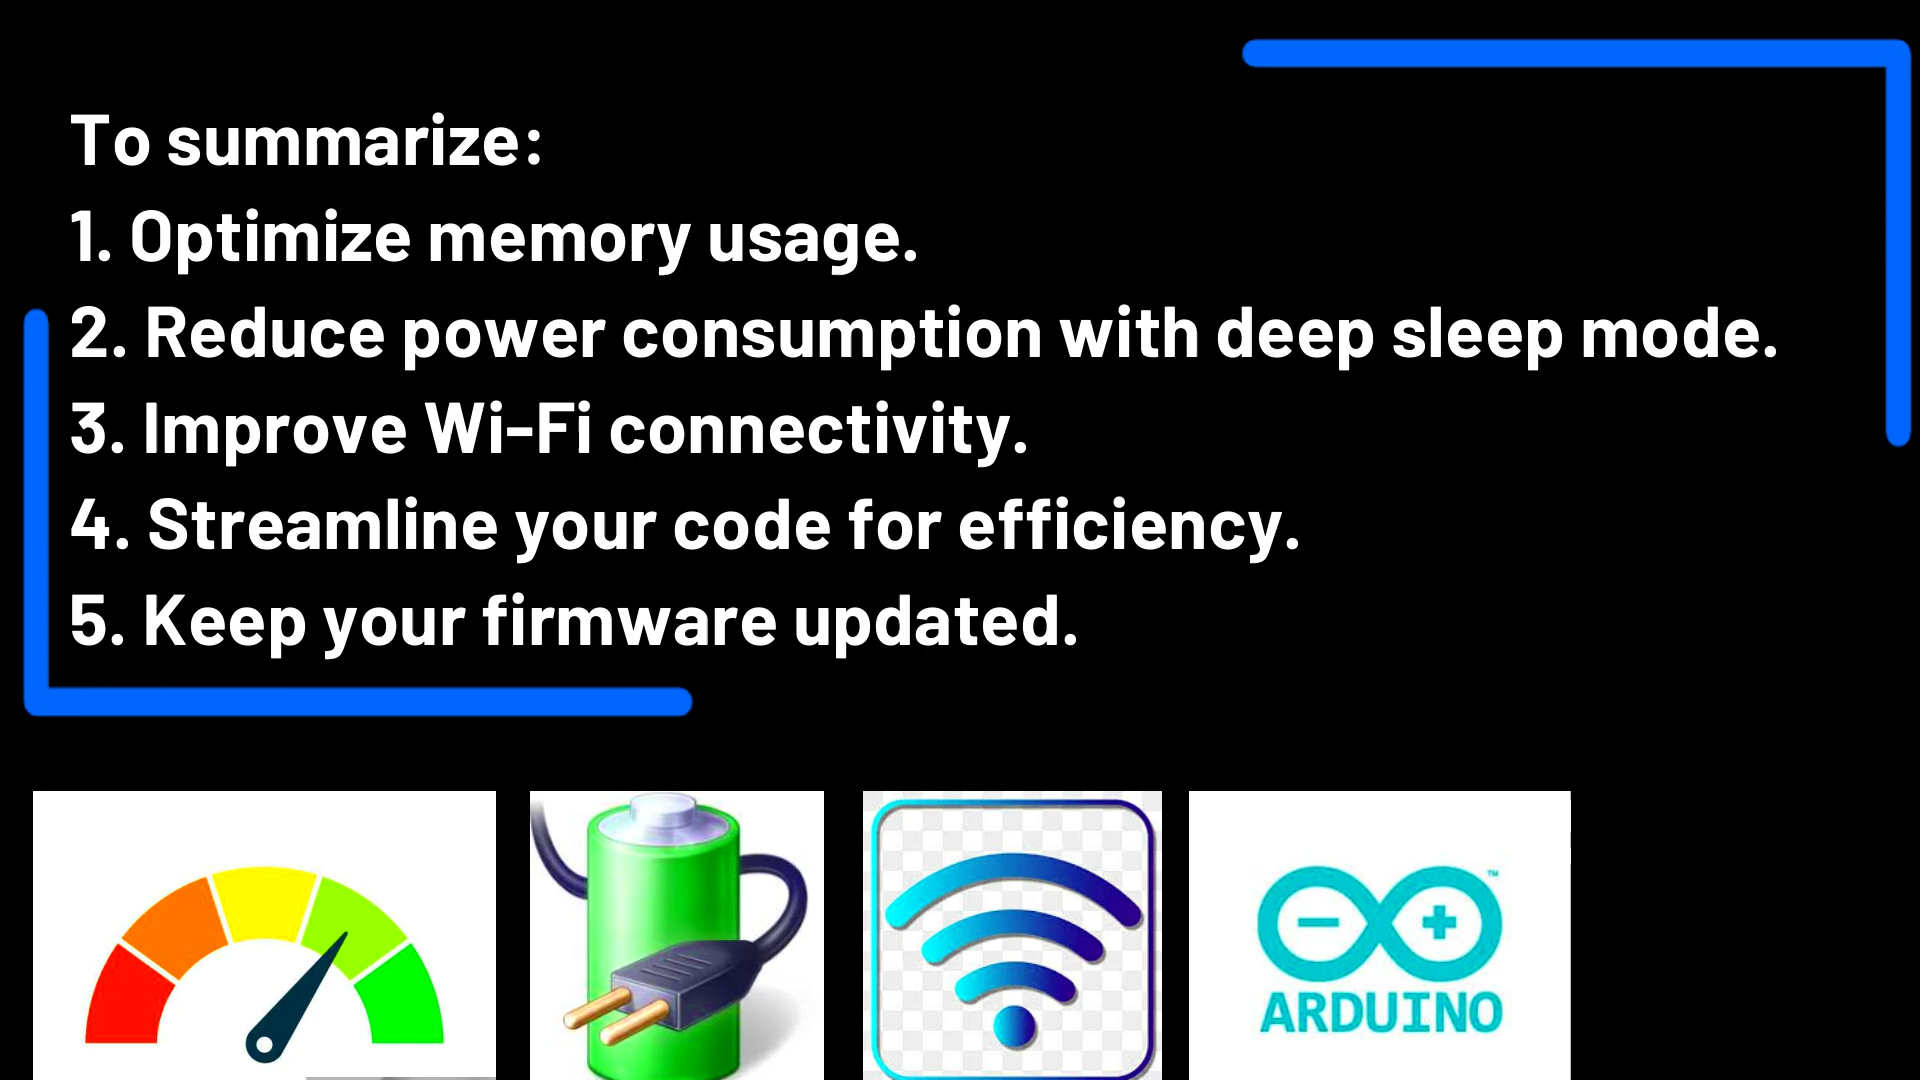 To summarize:
1. Optimize memory usage.
2. Reduce power consumption with deep sleep mode.
3. Improve Wi-Fi connectivity.
4. Streamline your code for efficiency.
5. Keep your firmware updated.
ARDUINO
™